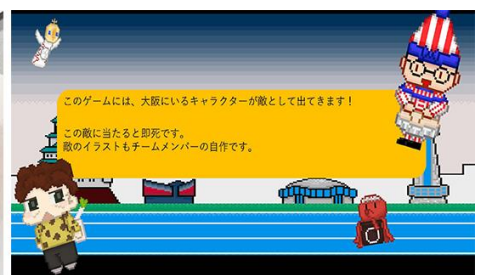 このゲームには、大阪にいるキャラクターが敵として出てきます！
この敵に当たると即死です。
敵のイラストもチームメンバーの自作です。